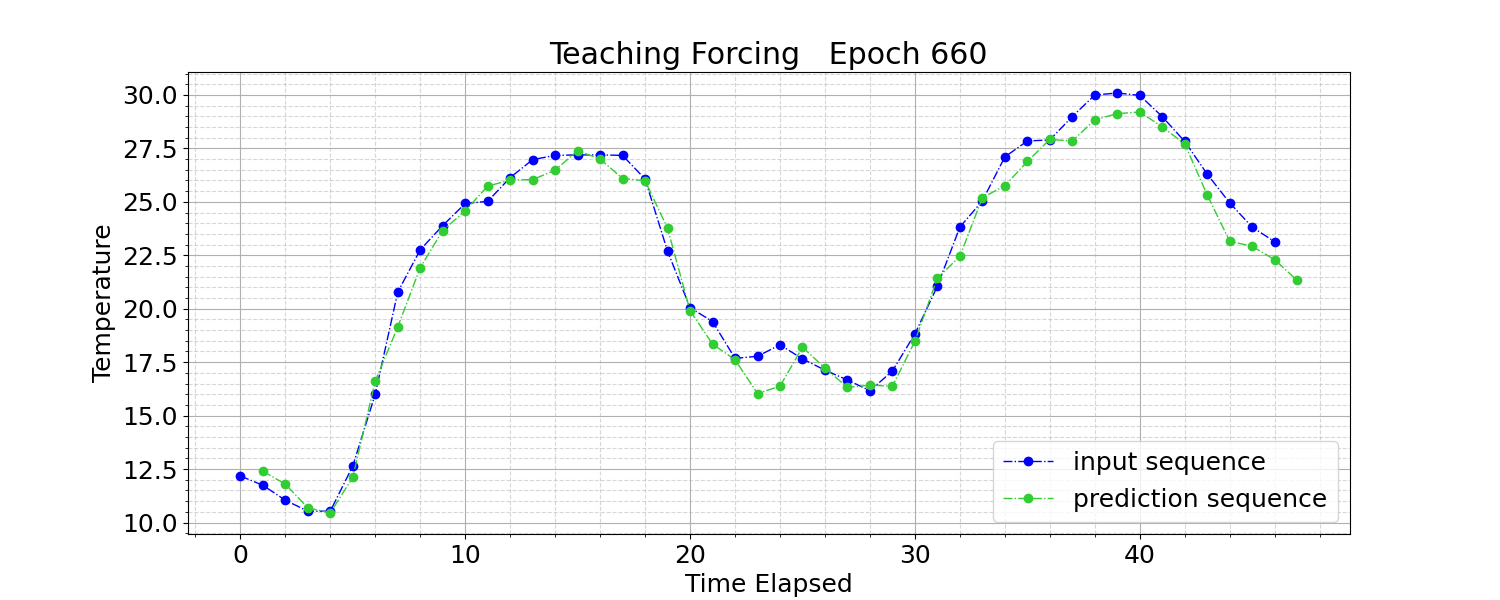 Teaching Forcing   Epoch 660
Temperature
30.0
27.5
25.0
22.5
20.0
17.5
15.0
12.5
10.0
input sequence
prediction sequence
0 10 20 30 40
Time Elapsed